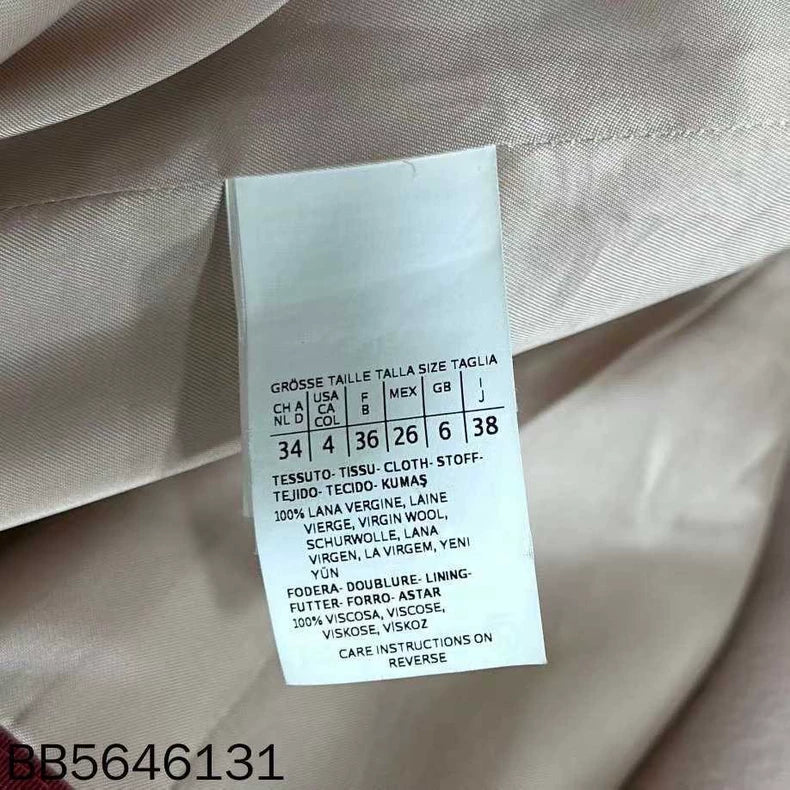 GRÖSSE TAILLE TALLA SIZE TAGLIA
CH A NL D USA CA COL F B MEX GB I J
34 4 36 26 6 38
TESSUTO- TISSU- CLOTH- STOFF-
TEJIDO- TECIDO- KUMAŞ
100% LANA VERGINE, LAINE
VIERGE, VIRGIN WOOL,
SCHURWOLLE, LANA
VIRGEN, LA VIRGEM, YENI
YÜN
FODERA- DOUBLURE- LINING-
FUTTER- FORRO- ASTAR
100% VISCOSA, VISCOSE,
VISKOSE, VISKOZ
CARE INSTRUCTIONS ON
REVERSE
BB5646131